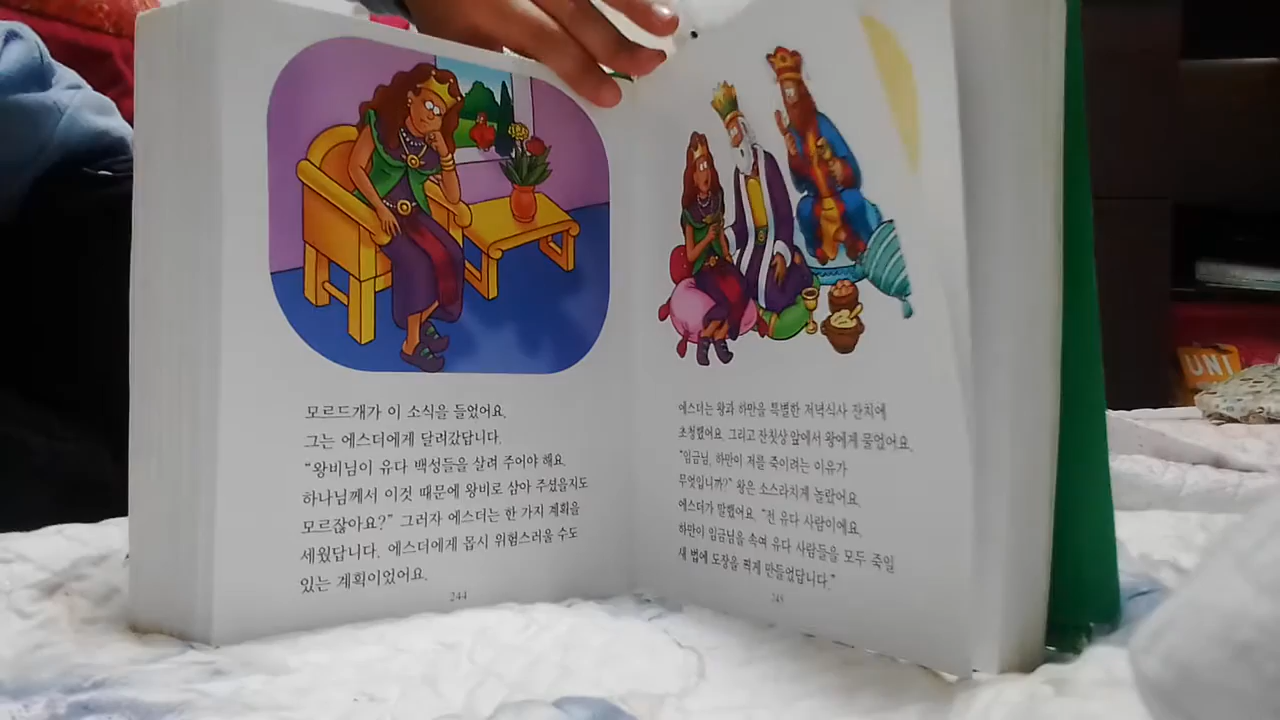 모르드개가 이 소식을 들었어요.
그는 에스더에게 달려갔답니다.
"왕비님이 유다 백성들을 살려 주어야 해요.
하나님께서 이것 때문에 왕비로 삼아 주셨을지도
모르잖아요?" 그러자 에스더는 한 가지 계획을
세웠답니다. 에스더에게 몹시 위험스러울 수도
있는 계획이었어요.
244
에스더는 왕과 하만을 특별한 저녁식사 잔치에
초청했어요. 그리고 잔칫상 앞에서 왕에게 물었어요.
"임금님, 하만이 저를 죽이려는 이유가
무엇입니까?" 왕은 소스라치게 놀랐어요.
에스더가 말했어요. "전 유다 사람이에요.
하만이 임금님을 속여 유다 사람들을 모두 죽일
새 법에 도장을 찍게 만들었답니다."
245
UNI